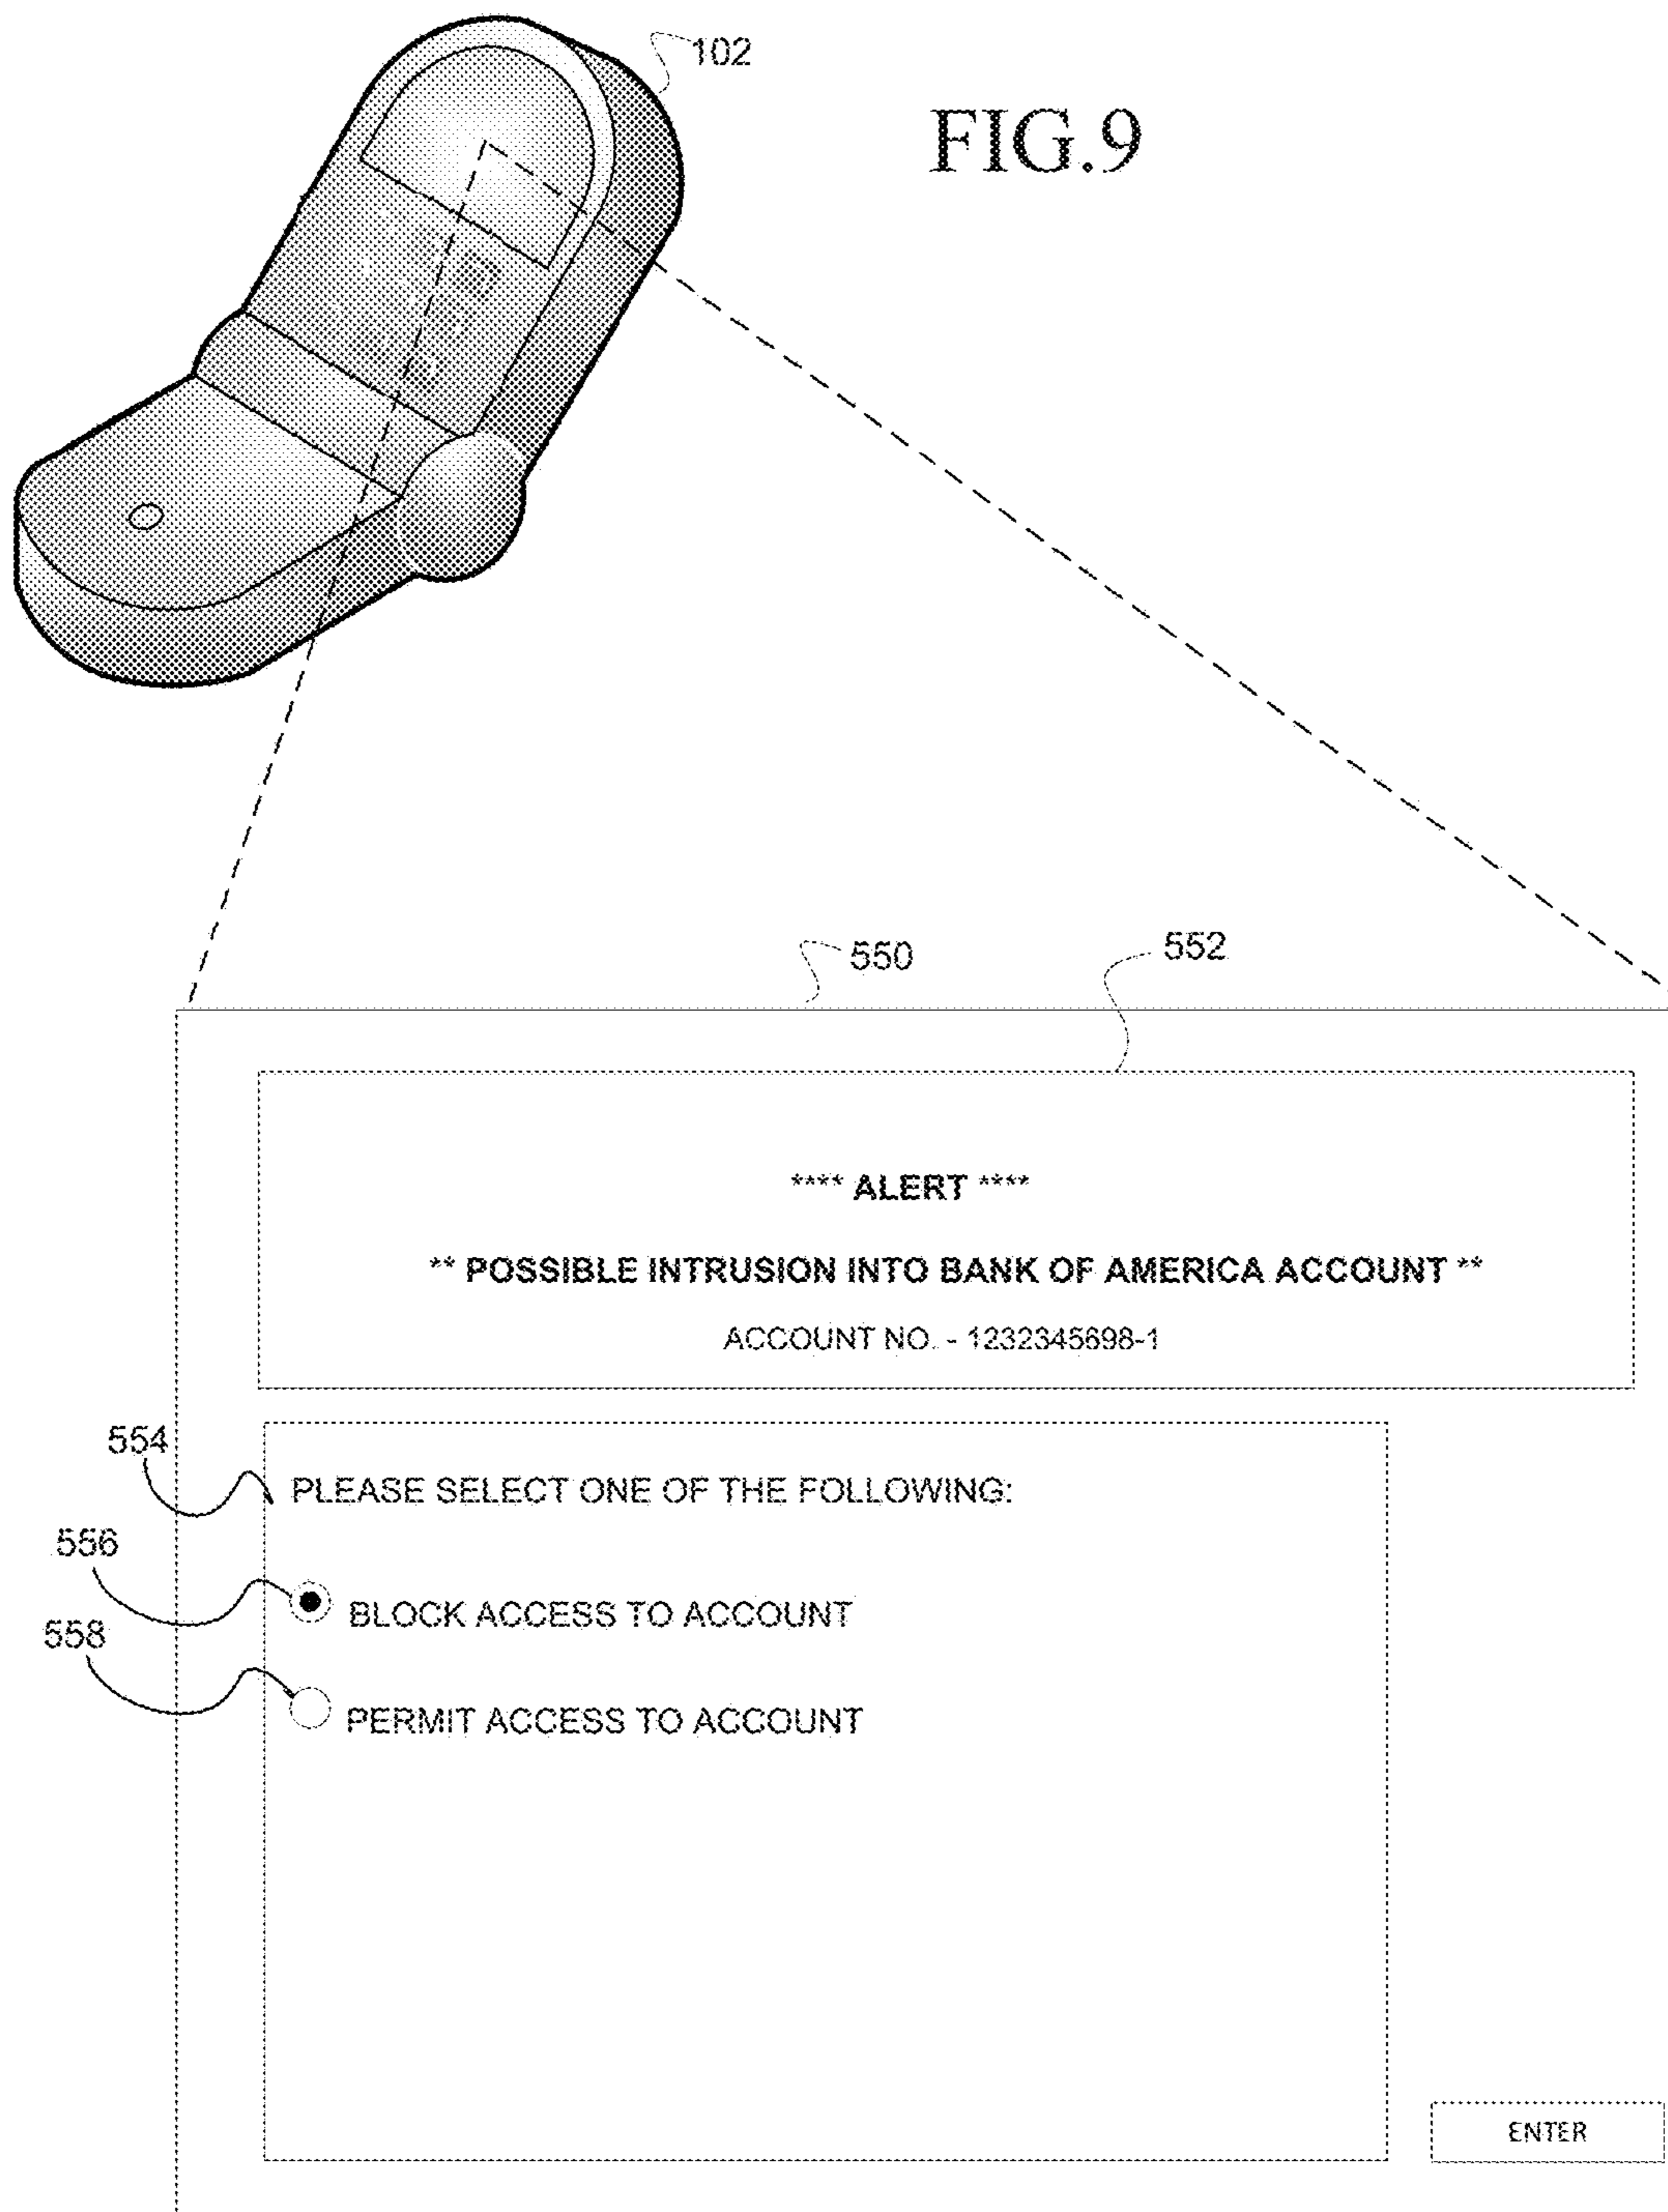 102
FIG.9
550
552
**** ALERT ****
** POSSIBLE INTRUSION INTO BANK OF AMERICA ACCOUNT **
ACCOUNT NO. - 1232345698-1
554
PLEASE SELECT ONE OF THE FOLLOWING:
556
BLOCK ACCESS TO ACCOUNT
558
PERMIT ACCESS TO ACCOUNT
ENTER